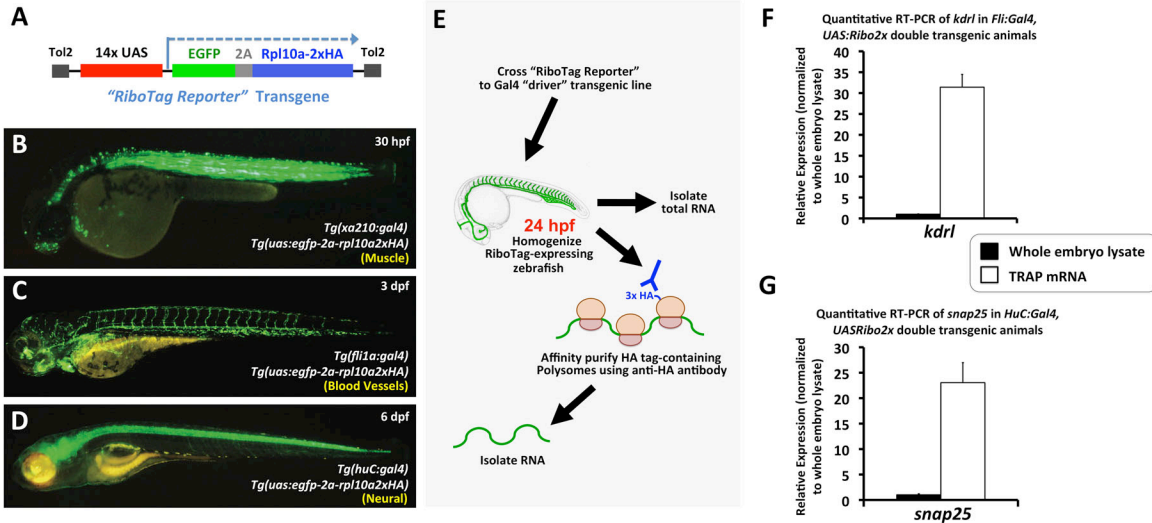 A
Tol2
14x UAS
EGFP
2A
Rpl10a-2xHA
Tol2
"RiboTag Reporter" Transgene
B
30 hpf
Tg(xa210:gal4)
Tg(uas:egfp-2a-rpl10a2xHA)
(Muscle)
C
3 dpf
Tg(fli1a:gal4)
Tg(uas:egfp-2a-rpl10a2xHA)
(Blood Vessels)
D
6 dpf
Tg(huC:gal4)
Tg(uas:egfp-2a-rpl10a2xHA)
(Neural)
E
Cross "RiboTag Reporter"
to Gal4 "driver" transgenic line
24 hpf
Homogenize
RiboTag-expressing
zebrafish
Isolate
total RNA
3x HA
Affinity purify HA tag-containing
Polysomes using anti-HA antibody
Isolate RNA
F
Quantitative RT-PCR of kdrl in Fli:Gal4,
UAS:Ribo2x double transgenic animals
Relative Expression (normalized
to whole embryo lysate)
40
35
30
25
20
15
10
5
0
kdrl
Whole embryo lysate
TRAP mRNA
G
Quantitative RT-PCR of snap25 in HuC:Gal4,
UASRibo2x double transgenic animals
Relative Expression (normalized
to whole embryo lysate)
30
25
20
15
10
5
0
snap25